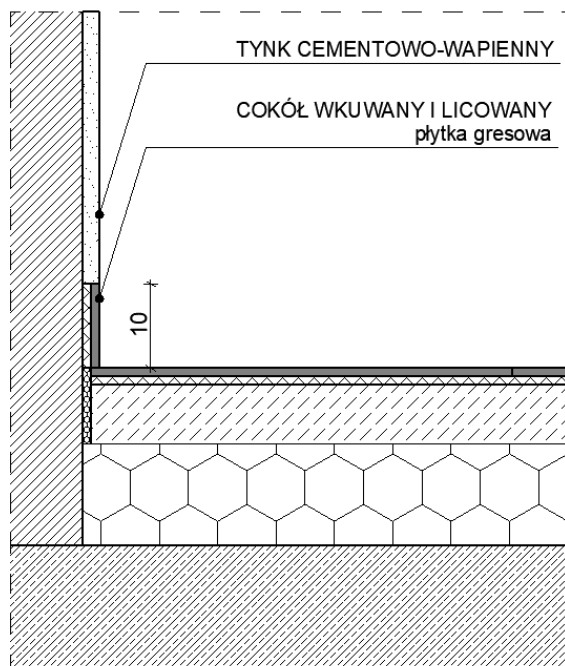 TYNK CEMENTOWO-WAPIENNY
COKÓŁ WKUWANY I LICOWANY
płytka gresowa
10